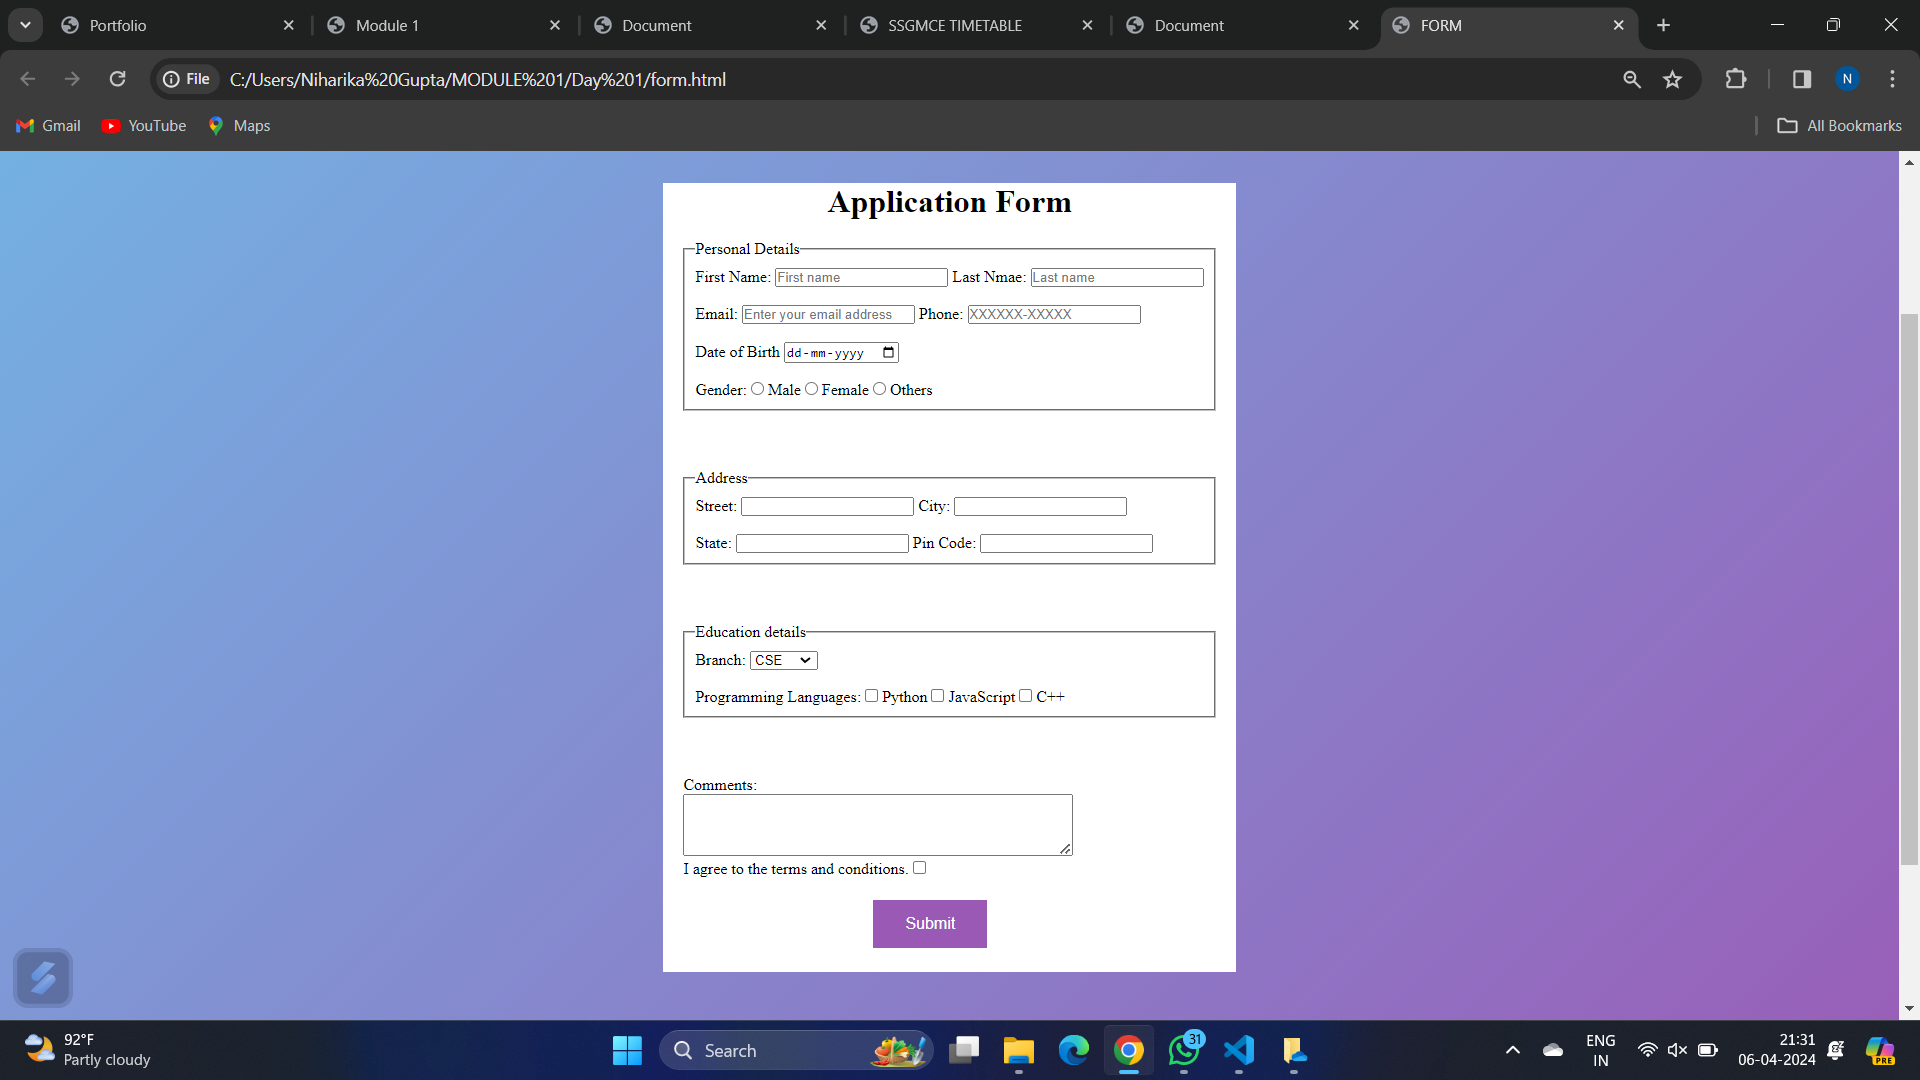 Portfolio
Module 1
Document
SSGMCE TIMETABLE
Document
FORM
File C:/Users/Niharika%20Gupta/MODULE%201/Day%201/form.html
N
Gmail YouTube Maps All Bookmarks
Application Form
Personal Details
First Name: First name Last Nmae: Last name
Email: Enter your email address Phone: XXXXXX-XXXXX
Date of Birth dd-mm-yyyy
Gender: Male Female Others
Address
Street: City:
State: Pin Code:
Education details
Branch: CSE
Programming Languages: Python JavaScript C++
Comments:
I agree to the terms and conditions.
Submit
92°F
Partly cloudy
Search
31
ENG
IN
21:31
06-04-2024
PRE